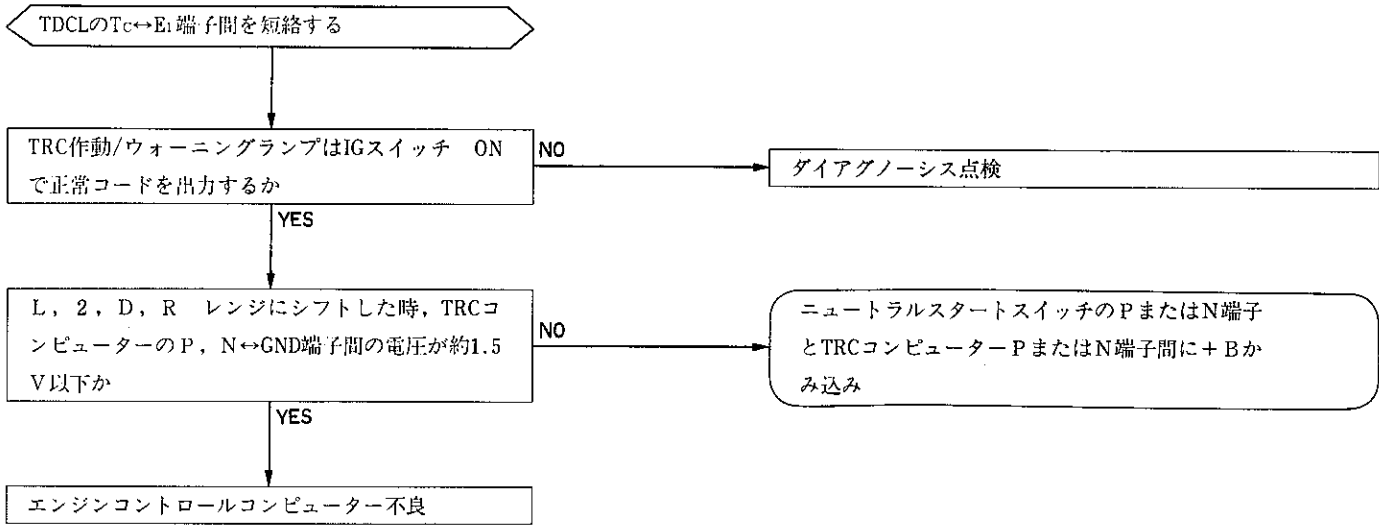 TDCLのTc↔E1端子間を短絡する
TRC作動/ウォーニングランプはIGスイッチ　ON
で正常コードを出力するか
NO
ダイアグノーシス点検
YES
L，2，D，R　レンジにシフトした時，TRCコ
ンピューターのP，N↔GND端子間の電圧が約1.5
V以下か
NO
ニュートラルスタートスイッチのPまたはN端子
とTRCコンピューターPまたはN端子間に＋Bか
み込み
YES
エンジンコントロールコンピューター不良